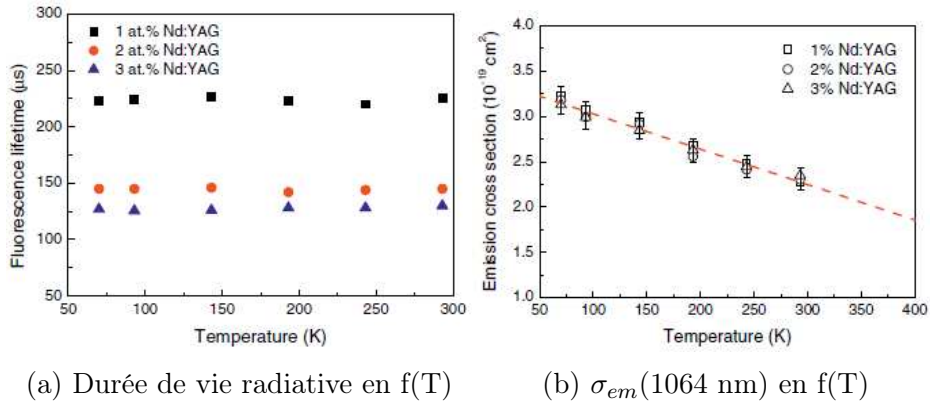 1 at.% Nd:YAG
2 at.% Nd:YAG
3 at.% Nd:YAG
Fluorescence lifetime (µs)
300
250
200
150
100
50
50 100 150 200 250 300
Temperature (K)
(a) Durée de vie radiative en f(T)
1% Nd:YAG
2% Nd:YAG
3% Nd:YAG
Emission cross section (10⁻¹⁹ cm²)
4.0
3.5
3.0
2.5
2.0
1.5
1.0
50 100 150 200 250 300 350 400
Temperature (K)
(b) σₑₘ(1064 nm) en f(T)